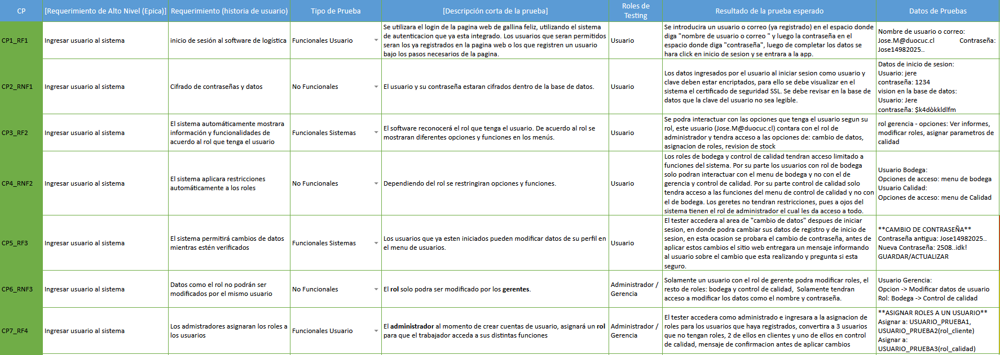 CP
[Requerimiento de Alto Nivel (Epica)]
Requerimiento (historia de usuario)
Tipo de Prueba
[Descripción corta de la prueba]
Roles de
Testing
Resultado de la prueba esperado
Datos de Pruebas
CP1_RF1
Ingresar usuario al sistema
inicio de sesión al software de logística
Funcionales Usuario
Se utilizara el login de la pagina web de gallina feliz, utilizando el sistema
de autenticacion que ya esta integrado. Los usuarios que seran permitidos
seran los ya registrados en la pagina web o los que registren un usuario
bajo los pasos necesarios de la pagina.
Usuario
Se introducira un usuario o correo (ya registrado) en el espacio donde
diga "nombre de usuario o correo " y luego la contraseña en el
espacio donde diga "contraseña", luego de completar los datos se
hara click en inicio de sesion y se entrara a la app.
Nombre de usuario o correo:
Jose.M@duocuc.cl Contraseña:
Jose14982025..
CP2_RNF1
Ingresar usuario al sistema
Cifrado de contraseñas y datos
No Funcionales
El usuario y su contraseña estaran cifrados dentro de la base de datos.
Usuario
Los datos ingresados por el usuario al iniciar sesion como usuario y
clave deben estar encriptados, para ello se debe visualizar en el
sistema el certificado de seguridad SSL. Se debe revisar en la base de
datos que la clave del usuario no sea legible.
Datos de inicio de sesion:
Usuario: jere
contraseña: 1234
vision en la base de datos:
Usuario: Jere
contraseña: $k4dòkkldlfm
CP3_RF2
Ingresar usuario al sistema
El sistema automáticamente mostrara
información y funcionalidades de
acuerdo al rol que tenga el usuario
Funcionales Sistemas
El software reconocerá el rol que tenga el usuario. De acuerdo al rol se
mostraran diferentes opciones y funciones en los menús.
Usuario
Se podra interactuar con las opciones que tenga el usuario segun su
rol, este usuario (Jose.M@duocuc.cl) contara con el rol de
administrador y tendra acceso a las opciones de: cambio de datos,
asignacion de roles, revision de stock
rol gerencia - opciones: Ver informes,
modificar roles, asignar parametros de
calidad
CP4_RNF2
Ingresar usuario al sistema
El sistema aplicara restricciones
automáticamente a los roles
No Funcionales
Dependiendo del rol se restringiran opciones y funciones.
Usuario
Los roles de bodega y control de calidad tendran acceso limitado a
funciones del sistema. Por su parte los usuarios con rol de bodega
solo podran interactuar con el menu de bodega y no con el de
gerencia y control de calidad. Por su parte control de calidad solo
tendra acceso a las funciones del menu de control de calidad y no con
el de bodega. Los geretes no tendran restricciones, pues a ojos del
sistema tienen el rol de administrador el cual les da acceso a todo.
Usuario Bodega:
Opciones de acceso: menu de bodega
Usuario Calidad:
Opciones de acceso: menu de Calidad
CP5_RF3
Ingresar usuario al sistema
El sistema permitirá cambios de datos
mientras estén verificados
Funcionales Sistemas
Los usuarios que ya esten iniciados pueden modificar datos de su perfil en
el menu de usuarios.
Usuario
El tester accedera al area de "cambio de datos" despues de iniciar
sesion, en donde podra cambiar sus datos de registro y de inicio de
sesion, en esta ocasion se probara el cambio de contraseña, antes de
aplicar estos cambios el sitio web entregara un mensaje informando
al usuario sobre el cambio que esta realizando y pregunta si esta
seguro.
**CAMBIO DE CONTRASEÑA**
Contraseña antigua: Jose14982025..
Nueva Contraseña: 2508..idk!
GUARDAR/ACTUALIZAR
CP6_RNF3
Ingresar usuario al sistema
Datos como el rol no podrán ser
modificados por el mismo usuario
No Funcionales
El rol solo podra ser modificado por los gerentes.
Administrador /
Gerencia
Solamente un usuario con el rol de gerente podra modificar roles, el
resto de roles: bodega y control de calidad, Solamente tendran
acceso a modificar los datos como el nombre y contraseña.
Usuario Gerencia:
Opcion -> Modificar datos de usuario
Rol: Bodega -> Control de calidad
CP7_RF4
Ingresar usuario al sistema
Los admistradores asignaran los roles a
los usuarios
Funcionales Usuario
El administrador al momento de crear cuentas de usuario, asignará un rol
para que el trabajador acceda a sus distintas funciones
Administrador /
Gerencia
El tester accedera como administrado e ingresara a la asignacion de
roles para los usuarios que haya registrados, convertira a 3 usuarios
que no tengan roles, 2 de ellos en clientes y uno de ellos en control
de calidad, mensaje de confirmacion antes de aplicar cambios
**ASIGNAR ROLES A UN USUARIO**
Asignar a: USUARIO_PRUEBA1,
USUARIO_PRUEBA2(rol_cliente)
Asignar a:
USUARIO_PRUEBA3(rol_calidad)